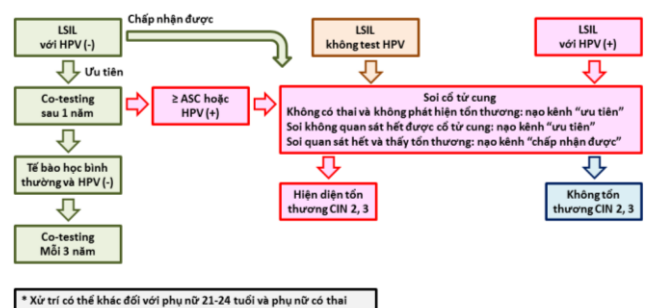 Chấp nhận được
LSIL
với HPV (-)
LSIL
không test HPV
LSIL
với HPV (+)
Ưu tiên
Co-testing
sau 1 năm
≥ ASC hoặc
HPV (+)
Soi cổ tử cung
Không có thai và không phát hiện tổn thương: nạo kênh “ưu tiên”
Soi không quan sát hết được cổ tử cung: nạo kênh “ưu tiên”
Soi quan sát hết và thấy tổn thương: nạo kênh “chấp nhận được”
Tế bào học bình
thường và HPV (-)
Hiện diện tổn
thương CIN 2, 3
Không tổn
thương CIN 2, 3
Co-testing
Mỗi 3 năm
* Xử trí có thể khác đối với phụ nữ 21-24 tuổi và phụ nữ có thai